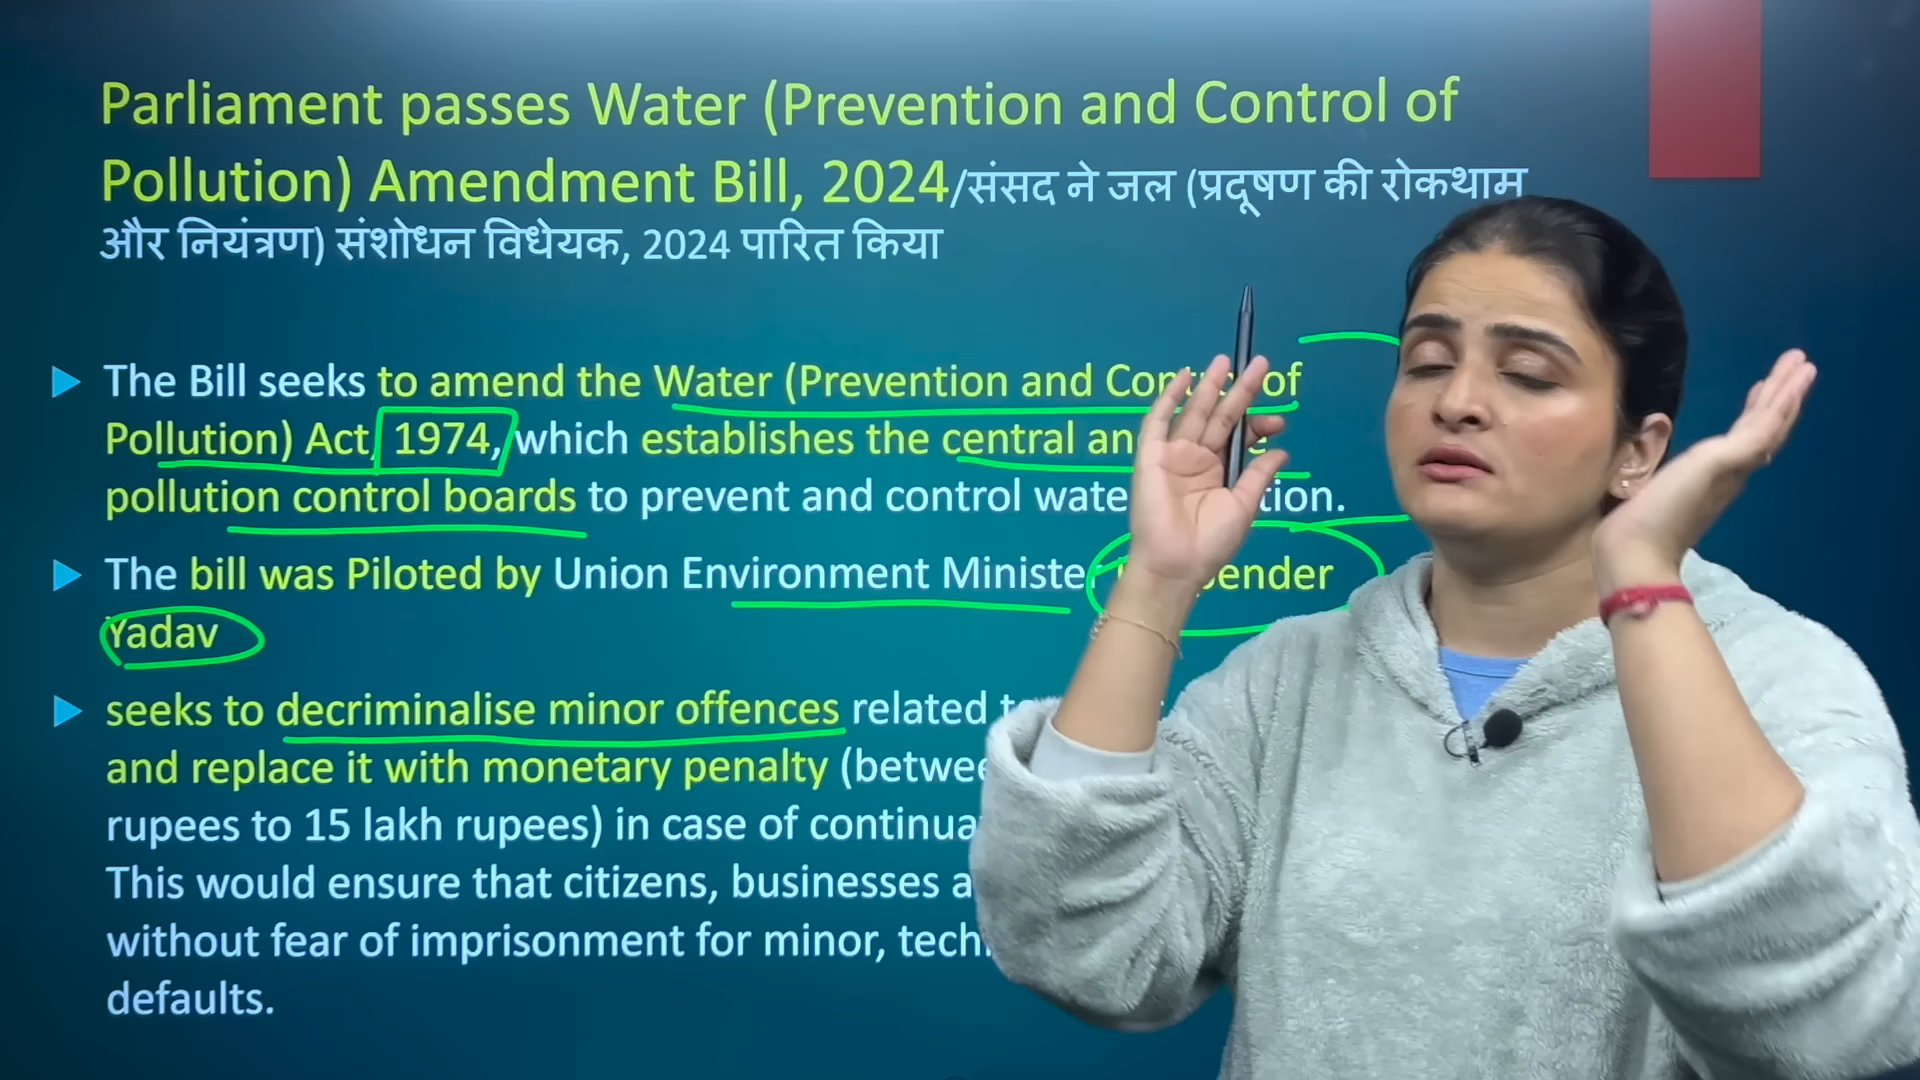 Parliament passes Water (Prevention and Control of
Pollution) Amendment Bill, 2024/संसद ने जल (प्रदूषण की रोकथाम
और नियंत्रण) संशोधन विधेयक, 2024 पारित किया
The Bill seeks to amend the Water (Prevention and Control of
Pollution) Act, 1974, which establishes the central
pollution control boards to prevent and control
The bill was Piloted by Union Environment Minister
Yadav
seeks to decriminalise minor offences related
and replace it with monetary penalty
rupees to 15 lakh rupees) in case of
This would ensure that citizens, businesses
without fear of imprisonment for minor,
defaults.